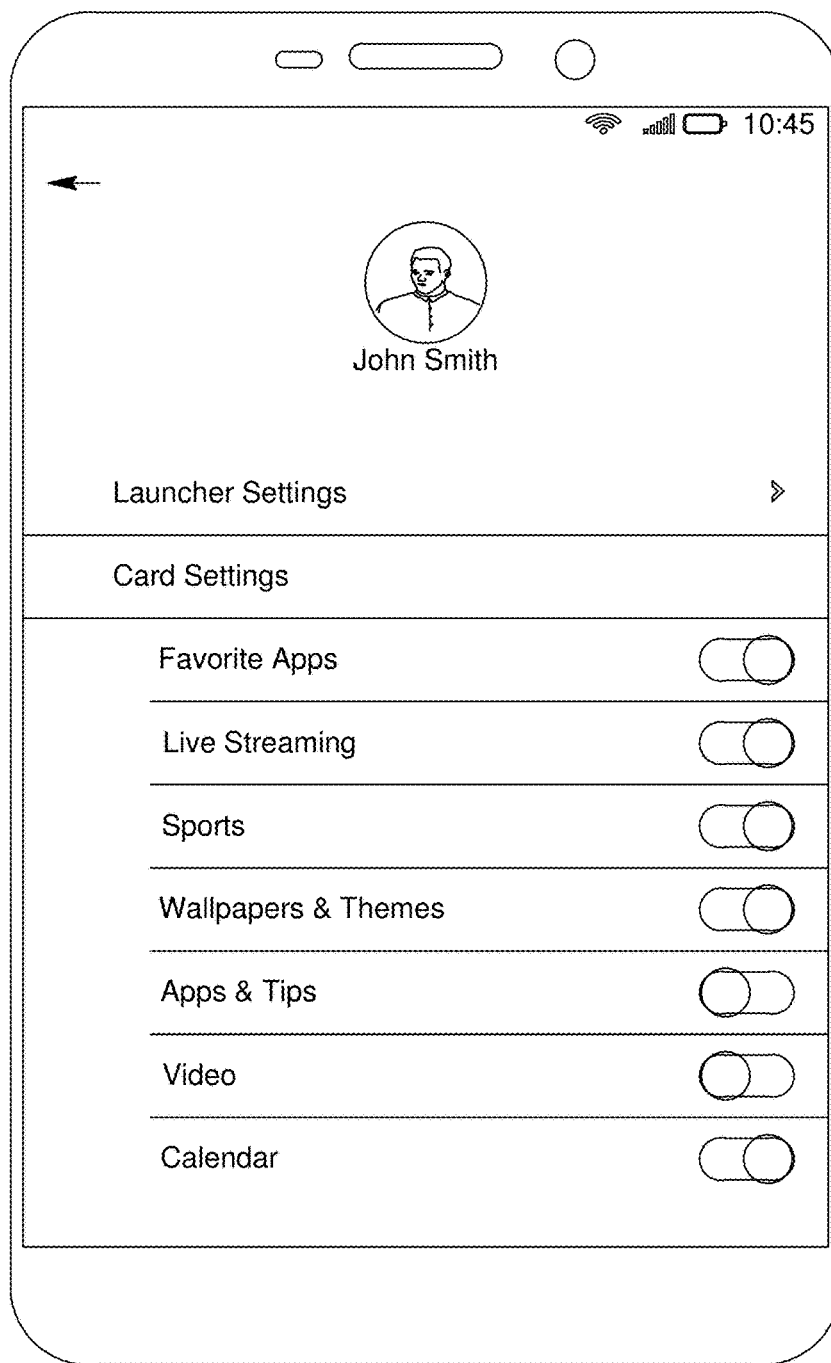 10:45
John Smith
Launcher Settings
Card Settings
Favorite Apps
Live Streaming
Sports
Wallpapers & Themes
Apps & Tips
Video
Calendar